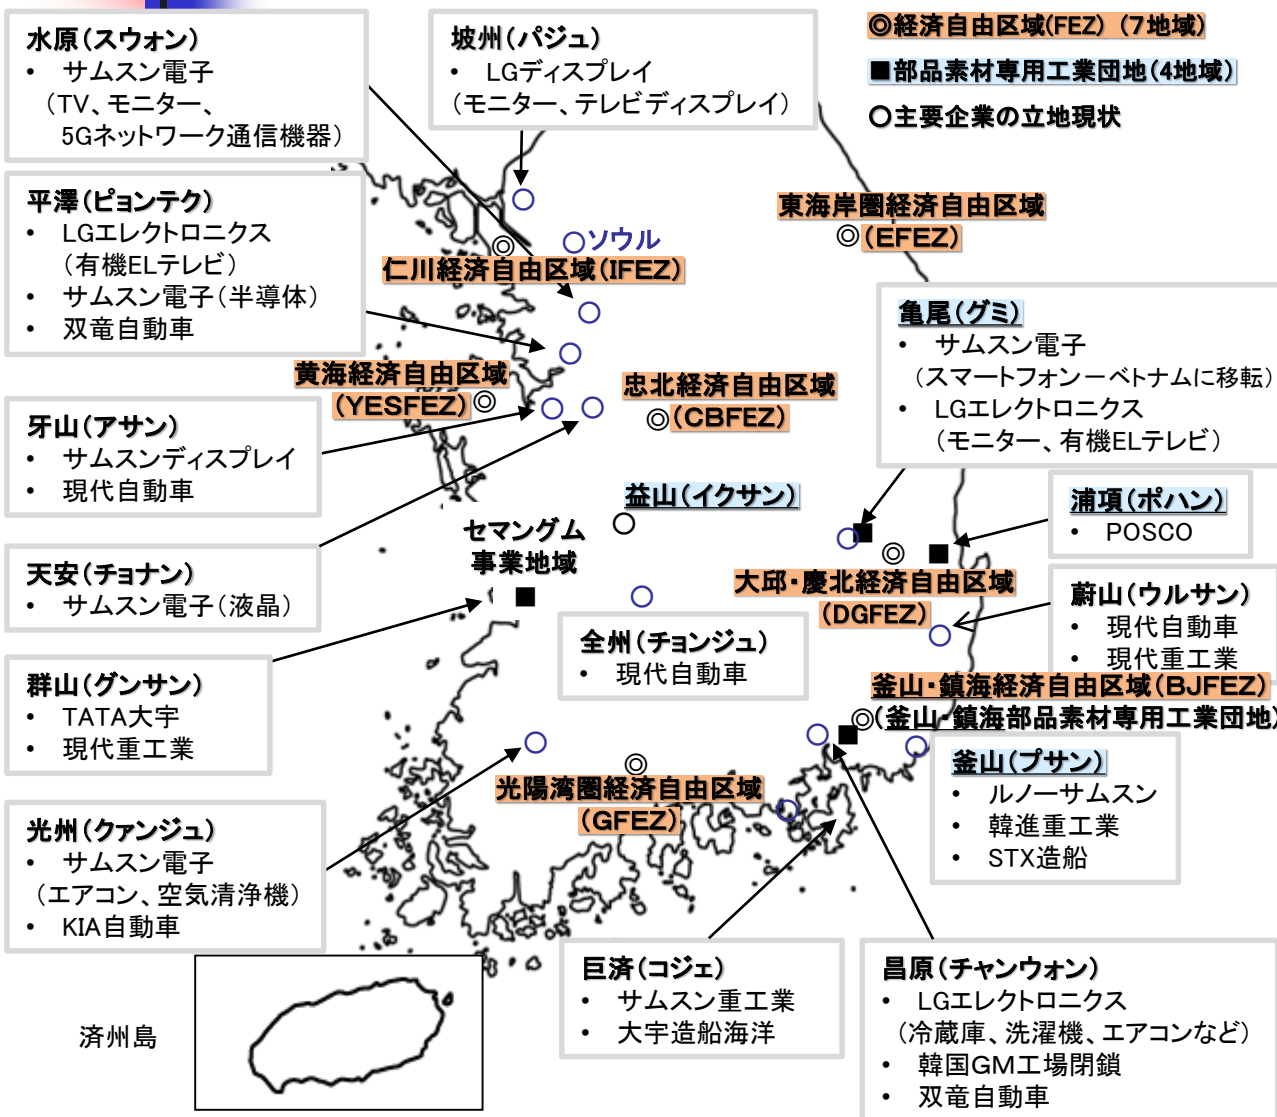 ◎経済自由区域(FEZ) (7地域)
■部品素材専用工業団地(4地域)
○主要企業の立地現状
水原(スウォン)
• サムスン電子
(TV、モニター、
5Gネットワーク通信機器)
坡州(パジュ)
• LGディスプレイ
(モニター、テレビディスプレイ)
平澤(ピョンテク)
• LGエレクトロニクス
(有機ELテレビ)
• サムスン電子(半導体)
• 双竜自動車
東海岸圏経済自由区域
◎(EFEZ)
ソウル
仁川経済自由区域(IFEZ)
亀尾(グミ)
• サムスン電子
(スマートフォンーベトナムに移転)
• LGエレクトロニクス
(モニター、有機ELテレビ)
黄海経済自由区域
(YESFEZ)◎
忠北経済自由区域
◎(CBFEZ)
牙山(アサン)
• サムスンディスプレイ
• 現代自動車
益山(イクサン)
浦項(ポハン)
• POSCO
セマングム
事業地域
天安(チョナン)
• サムスン電子(液晶)
大邱・慶北経済自由区域
(DGFEZ)
蔚山(ウルサン)
• 現代自動車
• 現代重工業
全州(チョンジュ)
• 現代自動車
群山(グンサン)
• TATA大宇
• 現代重工業
釜山・鎮海経済自由区域(BJFEZ)
◎(釜山・鎮海部品素材専用工業団地)
釜山(プサン)
• ルノーサムスン
• 韓進重工業
• STX造船
光陽湾圏経済自由区域
(GFEZ)
光州(クァンジュ)
• サムスン電子
(エアコン、空気清浄機)
• KIA自動車
巨済(コジェ)
• サムスン重工業
• 大宇造船海洋
昌原(チャンウォン)
• LGエレクトロニクス
(冷蔵庫、洗濯機、エアコンなど)
• 韓国GM工場閉鎖
• 双竜自動車
済州島